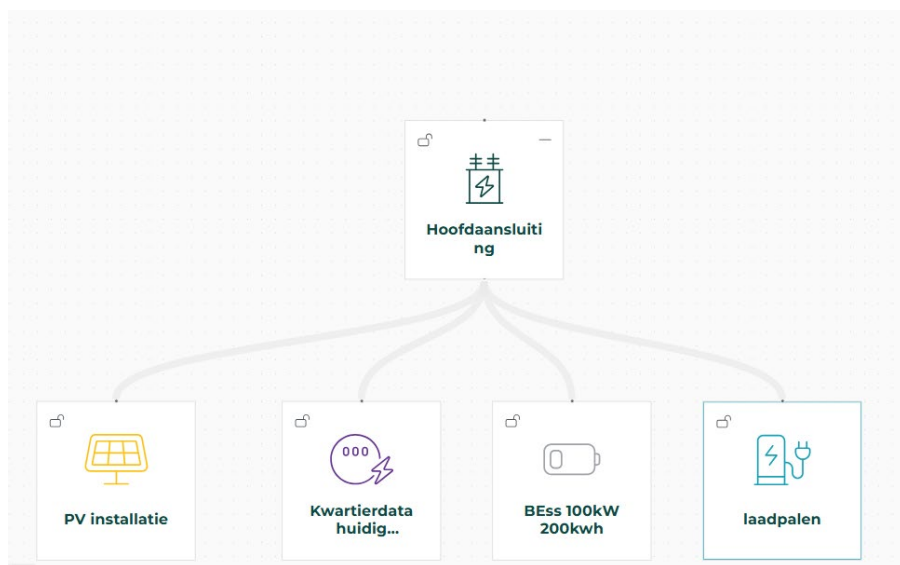 Hoofdaansluiti
ng
PV installatie
Kwartierdata
huidig...
BEss 100kW
200kwh
laadpalen